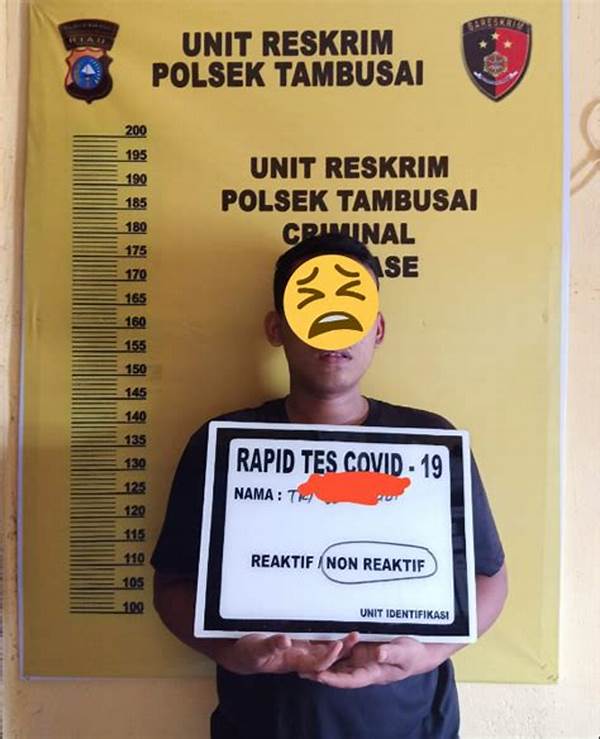 RIAU
BARESKRIM
UNIT RESKRIM
POLSEK TAMBUSAI
200
195
190
185
180
175
170
165
160
155
150
145
140
135
130
125
120
115
110
105
100
UNIT RESKRIM
POLSEK TAMBUSAI
CRIMINAL
ASE
RAPID TES COVID - 19
NAMA :
REAKTIF / NON REAKTIF
UNIT IDENTIFIKASI